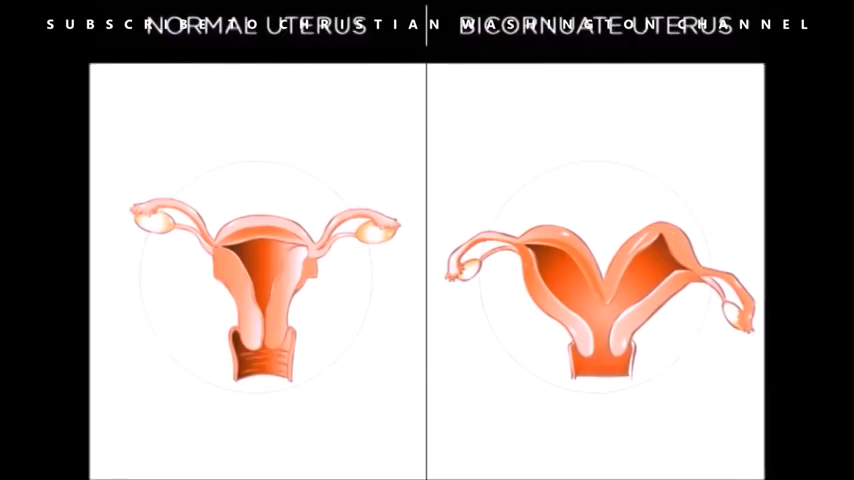 SUBSCRIBE TO CHRISTIAN WASHINGTON CHANNEL
NORMAL UTERUS
BICORNUATE UTERUS